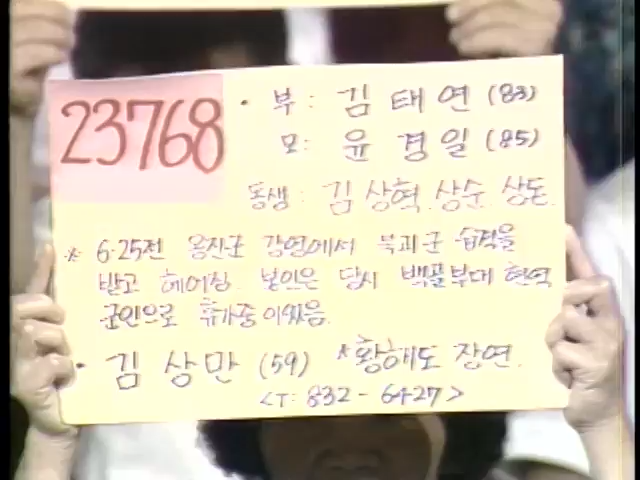 23768
· 부 : 김태연 (83)
모 : 윤경일 (85)
동생 : 김상혁. 상순. 상돈.
* 6·25전 옹진군 강령에서 북괴군 습격을
받고 헤어짐. 본인은 당시 백골부대 현역
군인으로 휴가중이었음.
· 김상만 (59) *황해도 장연.
<T: 832-6427>